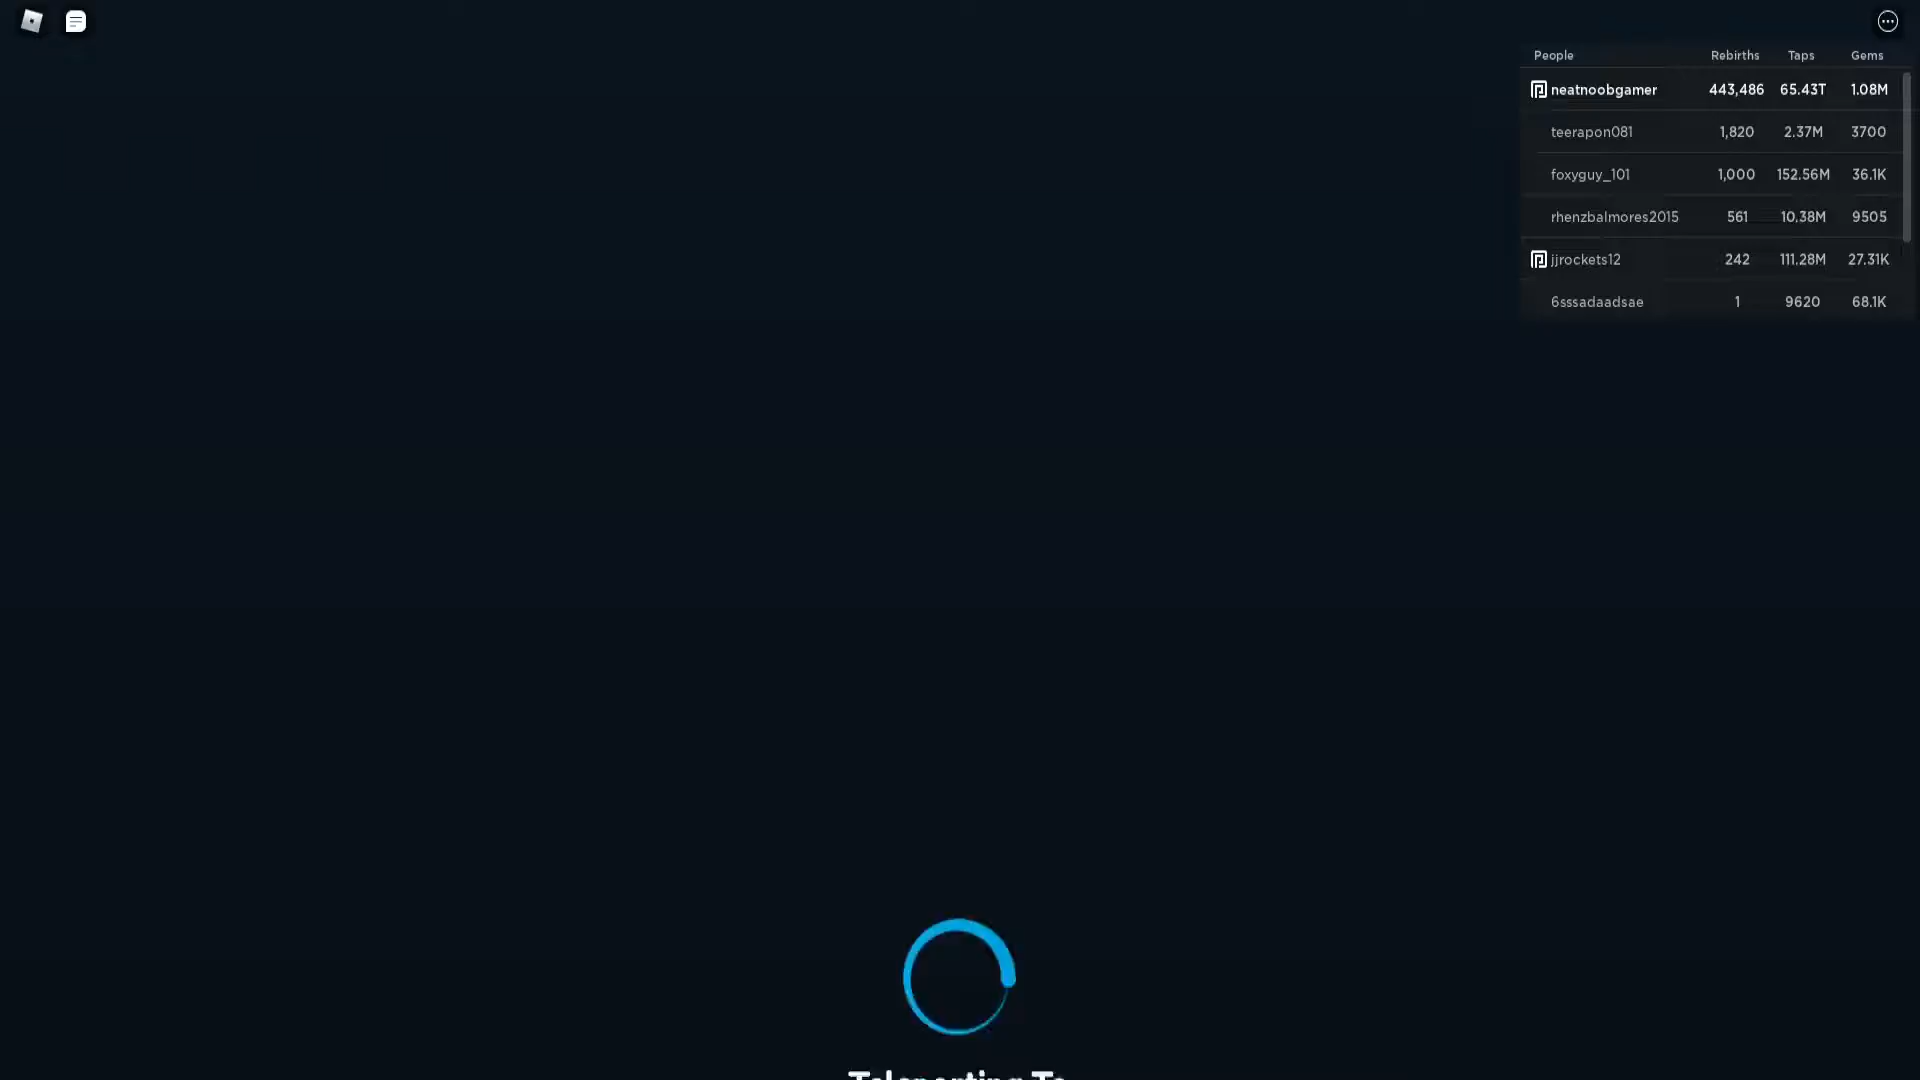 People Rebirths Taps Gems
neatnoobgamer 443,486 65.43T 1.08M
teerapon081 1,820 2.37M 3700
foxyguy_101 1,000 152.56M 36.1K
rhenzbalmores2015 561 10.38M 9505
jjrockets12 242 111.28M 27.31K
6sssadaadsae 1 9620 68.1K
Teleporting To